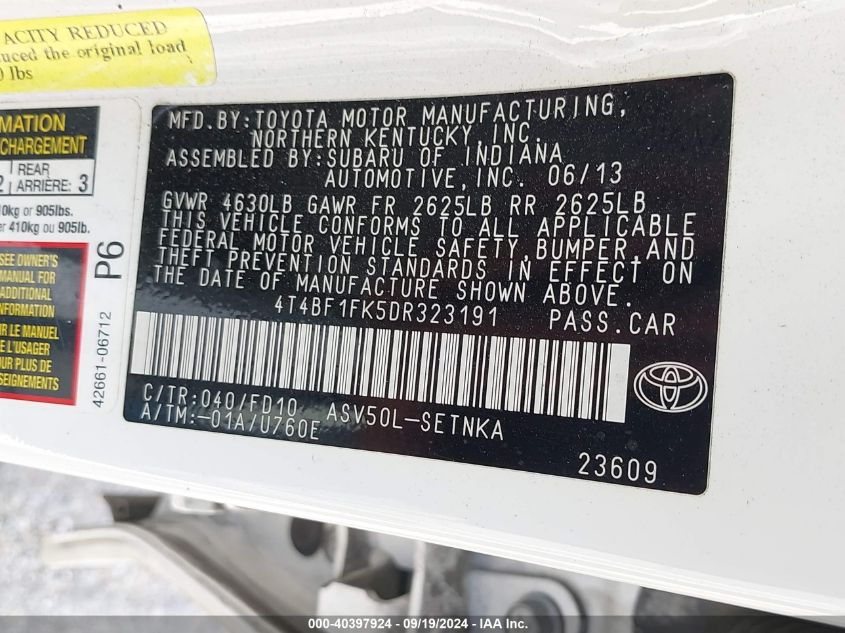 ACITY REDUCED
uced the original load
lbs
MATION
CHARGEMENT
2 REAR ARRIÈRE: 3
0kg or 905lbs.
er 410kg ou 905lb.
SEE OWNER'S
MANUAL FOR
ADDITIONAL
INFORMATION
LE MANUEL
L'USAGER
PLUS DE
SEIGNEMENTS
P6
42661-06712
MFD.BY:TOYOTA MOTOR MANUFACTURING,
NORTHERN KENTUCKY, INC.
ASSEMBLED BY:SUBARU OF INDIANA
AUTOMOTIVE,INC. 06/13
GVWR 4630LB GAWR FR 2625LB RR 2625LB
THIS VEHICLE CONFORMS TO ALL APPLICABLE
FEDERAL MOTOR VEHICLE SAFETY,BUMPER,AND
THEFT PREVENTION STANDARDS IN EFFECT ON
THE DATE OF MANUFACTURE SHOWN ABOVE.
4T4BF1FK5DR323191 PASS.CAR
C/TR:040/FD10 ASV50L-SETNKA
A/TM:-01A/U760E
23609
000-40397924 - 09/19/2024 - IAA Inc.